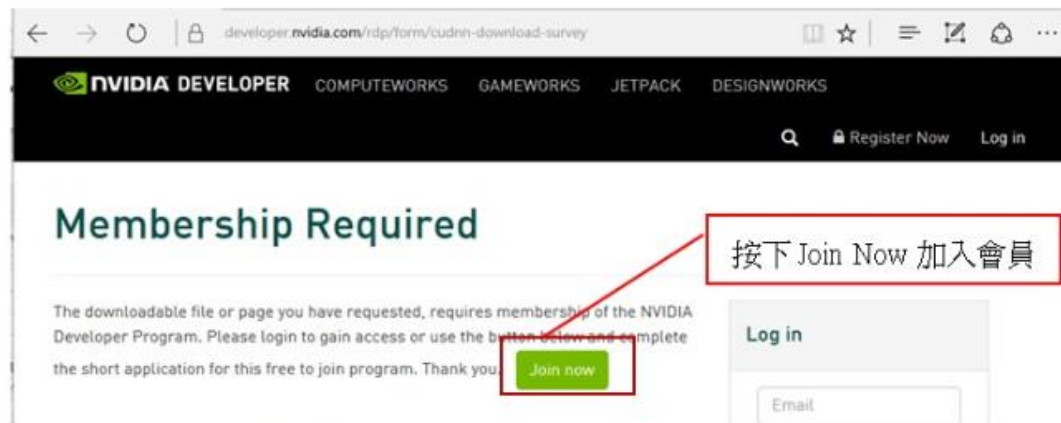 developer.nvidia.com/rdp/form/cudnn-download-survey
NVIDIA DEVELOPER COMPUTEWORKS GAMEWORKS JETPACK DESIGNWORKS
Register Now Log in
Membership Required
按下 Join Now 加入會員
The downloadable file or page you have requested, requires membership of the NVIDIA
Developer Program. Please login to gain access or use the button below and complete
the short application for this free to join program. Thank you. Join now
Log in
Email